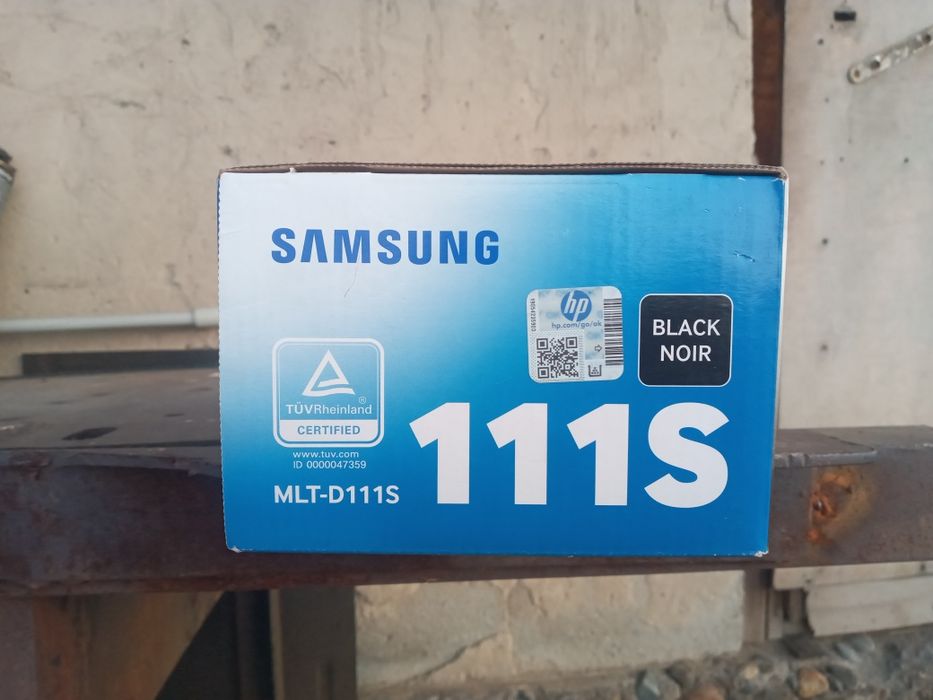 SAMSUNG
hp
hp.com/go/ok
BLACK
NOIR
TÜVRheinland®
CERTIFIED
www.tuv.com
ID 0000047359
MLT-D111S
111S